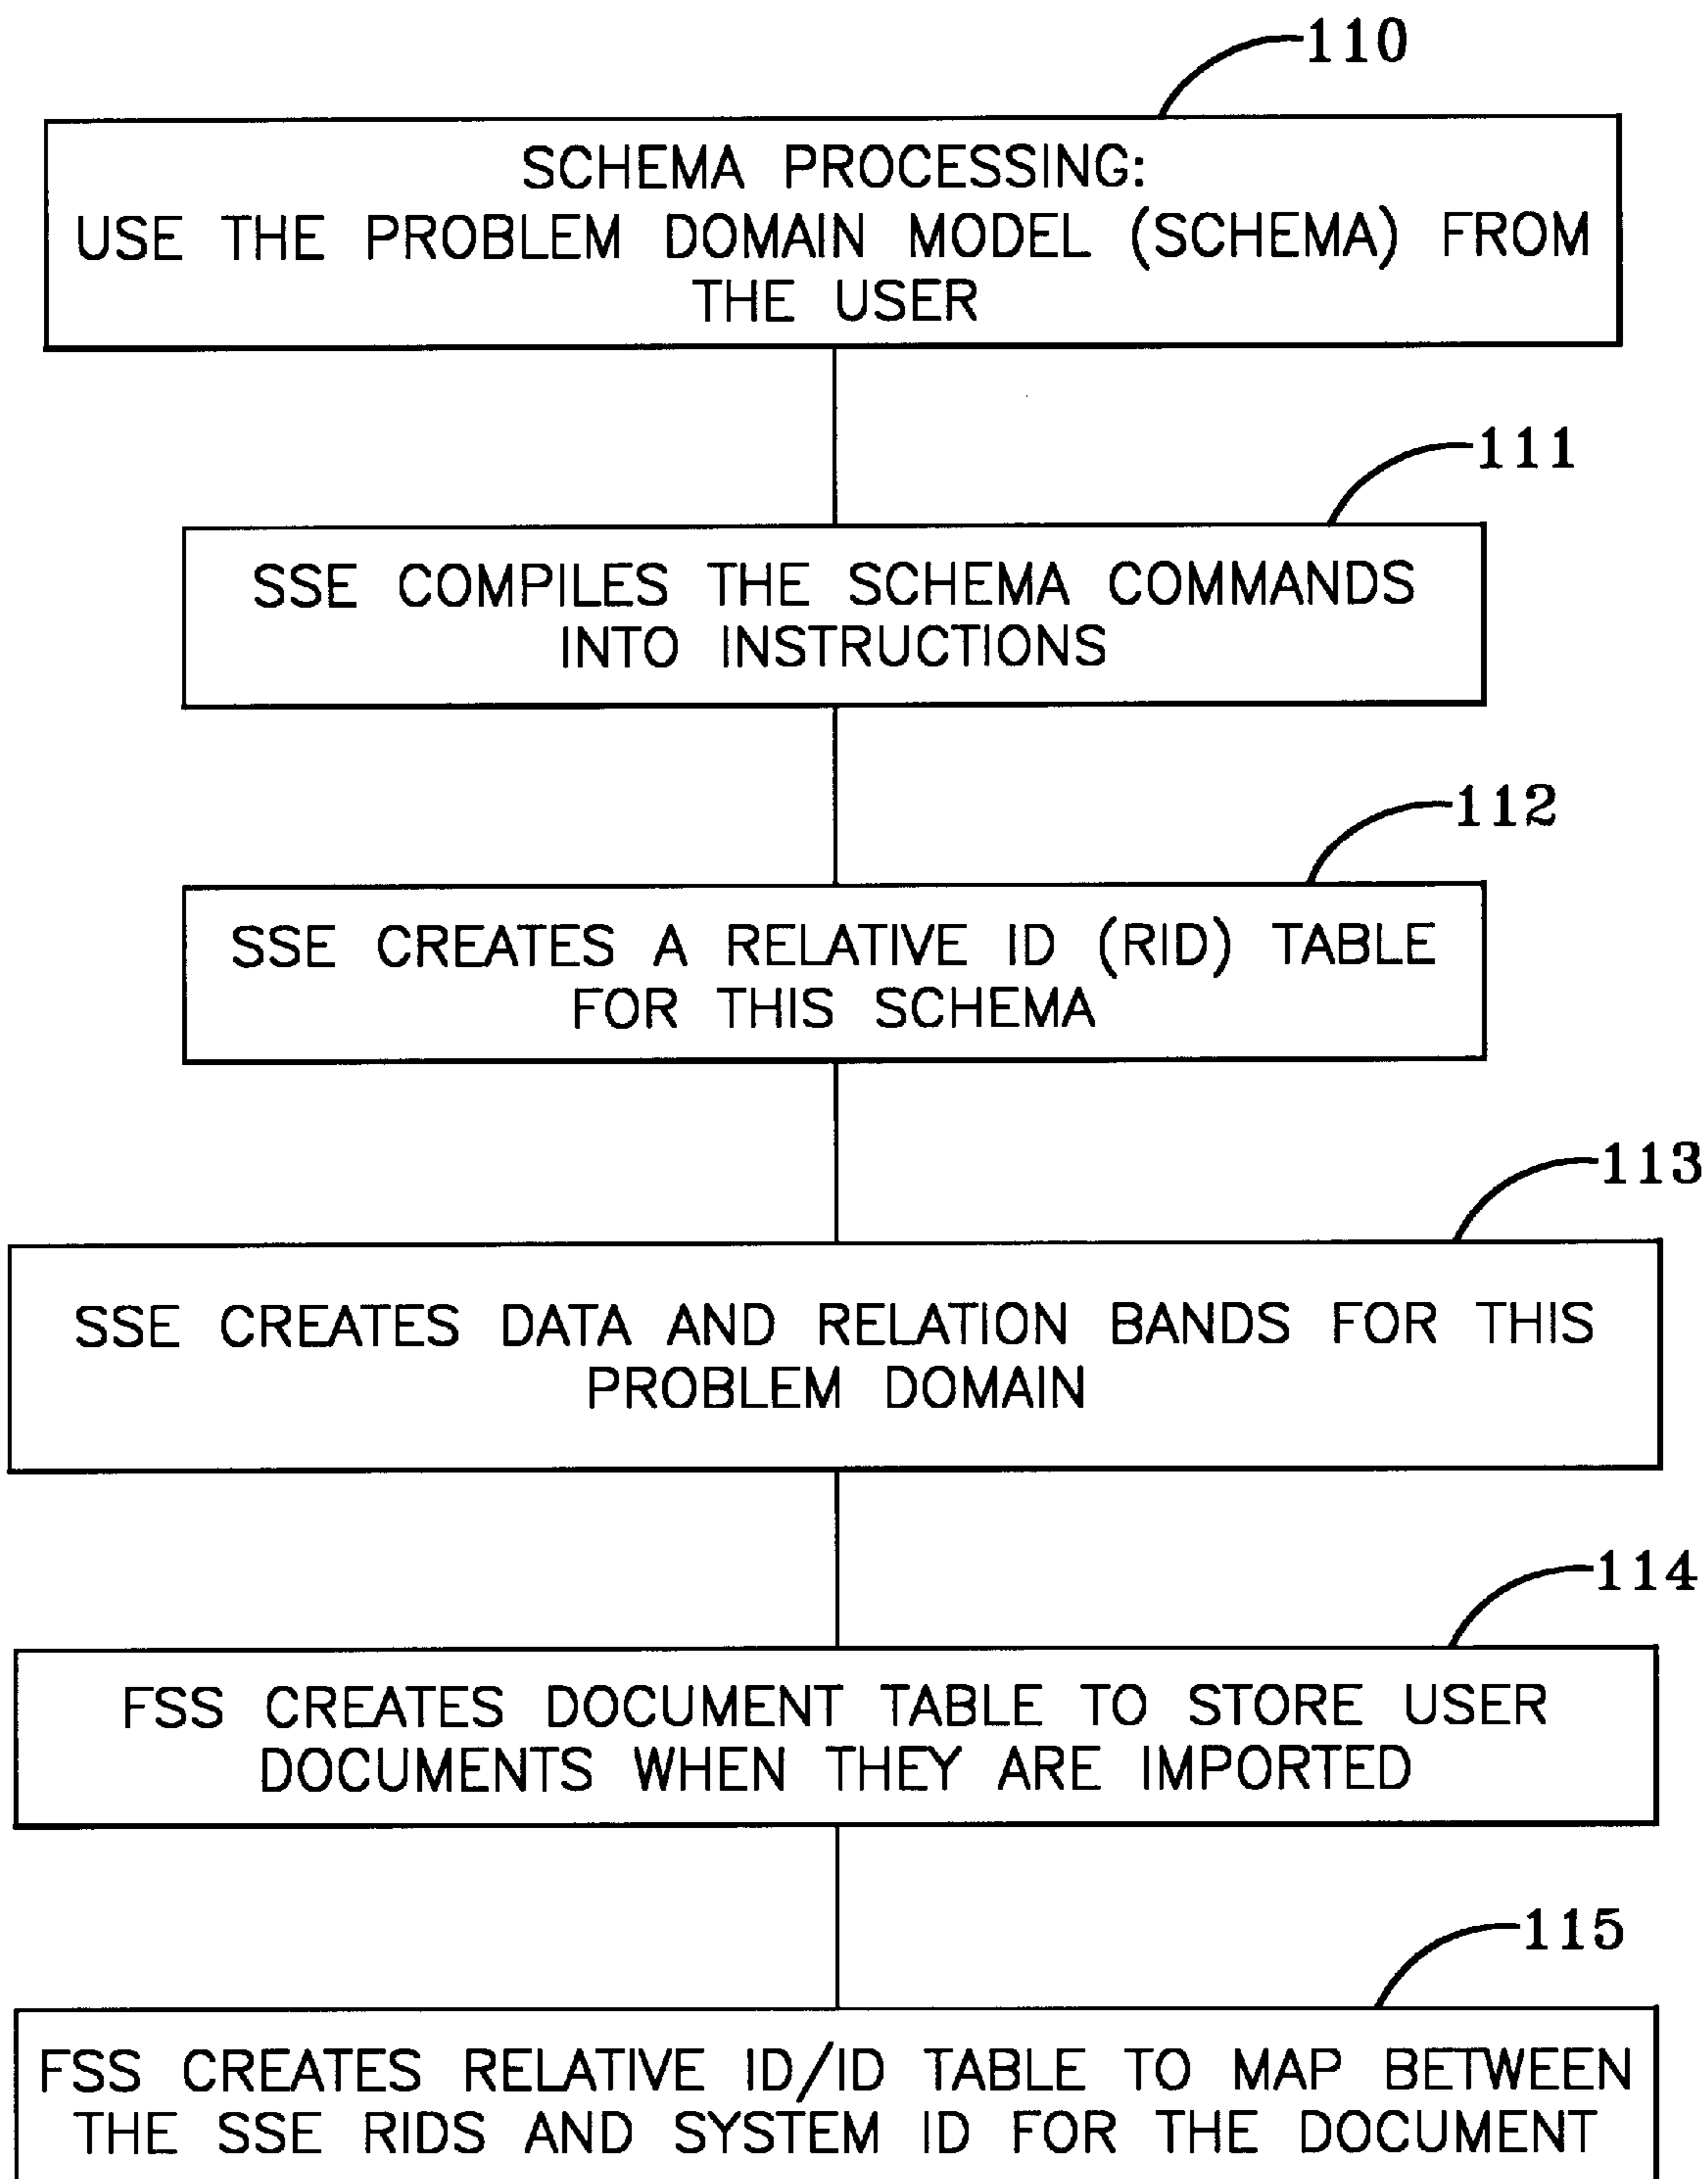 110
SCHEMA PROCESSING:
USE THE PROBLEM DOMAIN MODEL (SCHEMA) FROM
THE USER
111
SSE COMPILES THE SCHEMA COMMANDS
INTO INSTRUCTIONS
112
SSE CREATES A RELATIVE ID (RID) TABLE
FOR THIS SCHEMA
113
SSE CREATES DATA AND RELATION BANDS FOR THIS
PROBLEM DOMAIN
114
FSS CREATES DOCUMENT TABLE TO STORE USER
DOCUMENTS WHEN THEY ARE IMPORTED
115
FSS CREATES RELATIVE ID/ID TABLE TO MAP BETWEEN
THE SSE RIDS AND SYSTEM ID FOR THE DOCUMENT